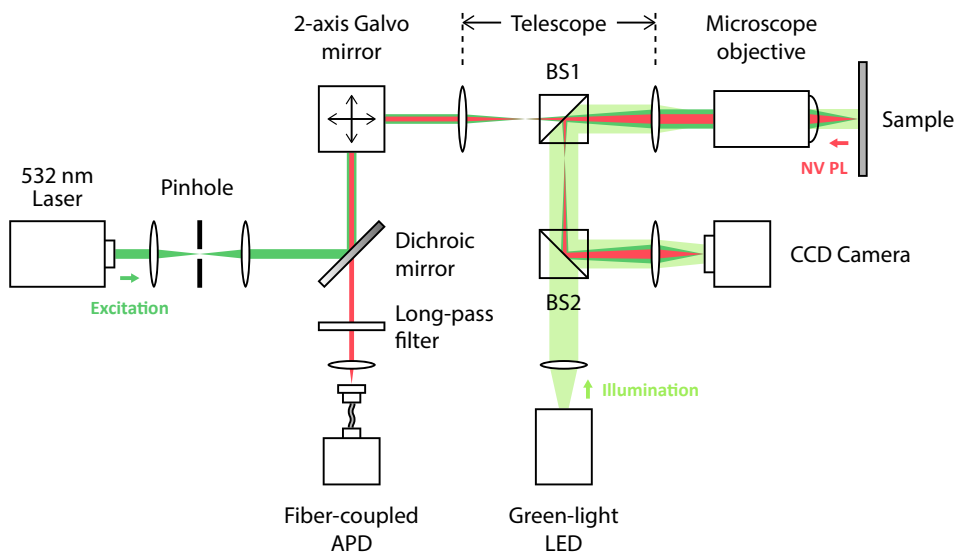 2-axis Galvo
mirror
Telescope
Microscope
objective
BS1
Sample
NV PL
532 nm
Laser
Pinhole
Excitation
Dichroic
mirror
CCD Camera
BS2
Long-pass
filter
Illumination
Fiber-coupled
APD
Green-light
LED